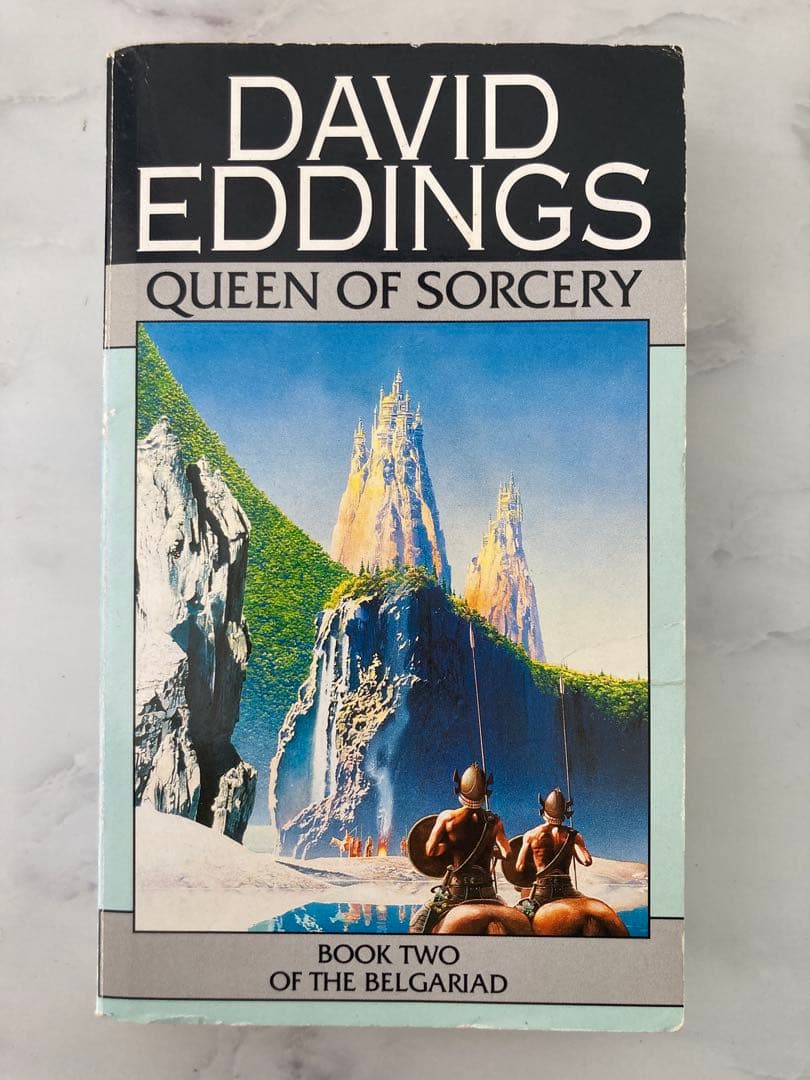 DAVID
EDDINGS
QUEEN OF SORCERY
BOOK TWO
OF THE BELGARIAD